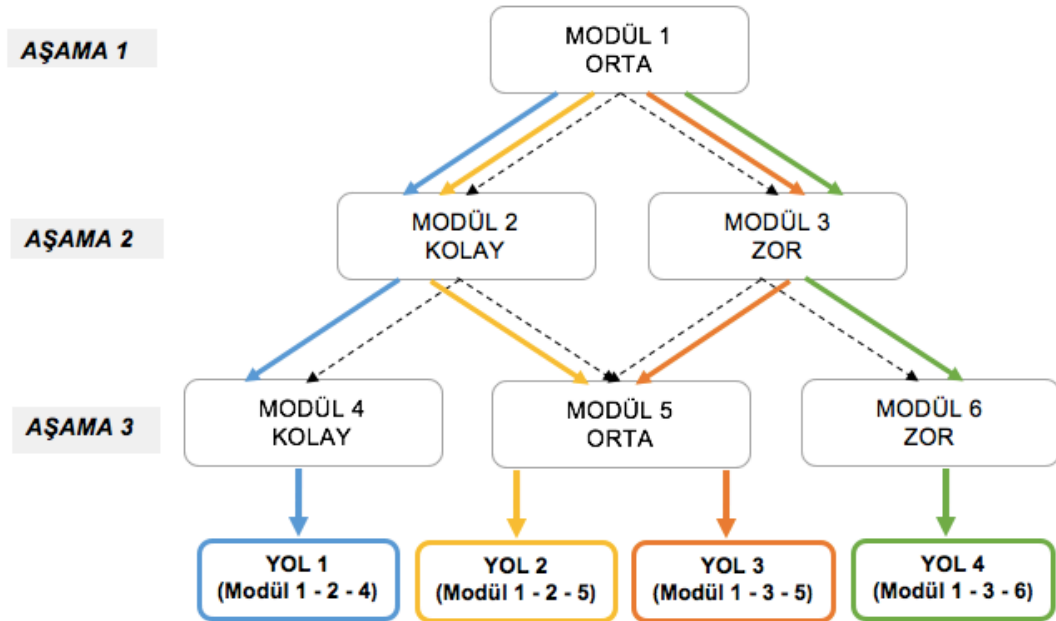 AŞAMA 1
MODÜL 1
ORTA
AŞAMA 2
MODÜL 2
KOLAY
MODÜL 3
ZOR
AŞAMA 3
MODÜL 4
KOLAY
MODÜL 5
ORTA
MODÜL 6
ZOR
YOL 1
(Modül 1 - 2 - 4)
YOL 2
(Modül 1 - 2 - 5)
YOL 3
(Modül 1 - 3 - 5)
YOL 4
(Modül 1 - 3 - 6)